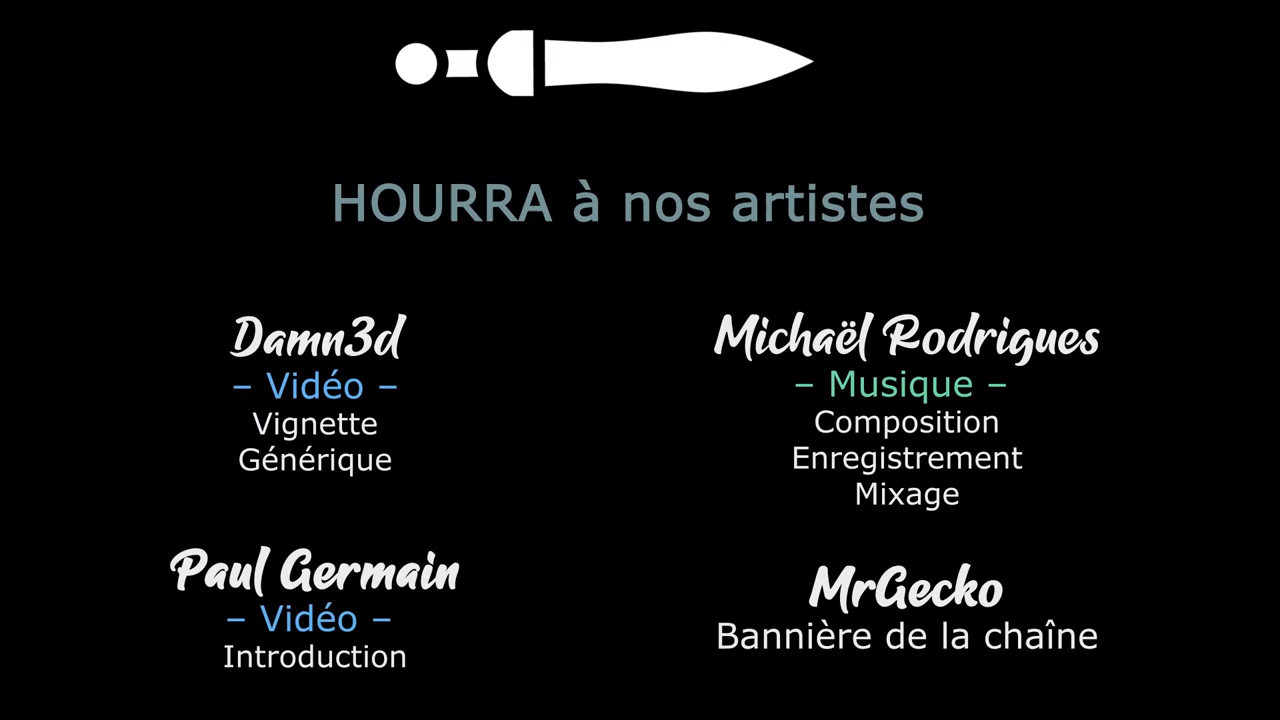 HOURRA à nos artistes
Damn3d
– Vidéo –
Vignette
Générique
Michaël Rodrigues
– Musique –
Composition
Enregistrement
Mixage
Paul Germain
– Vidéo –
Introduction
MrGecko
Bannière de la chaîne